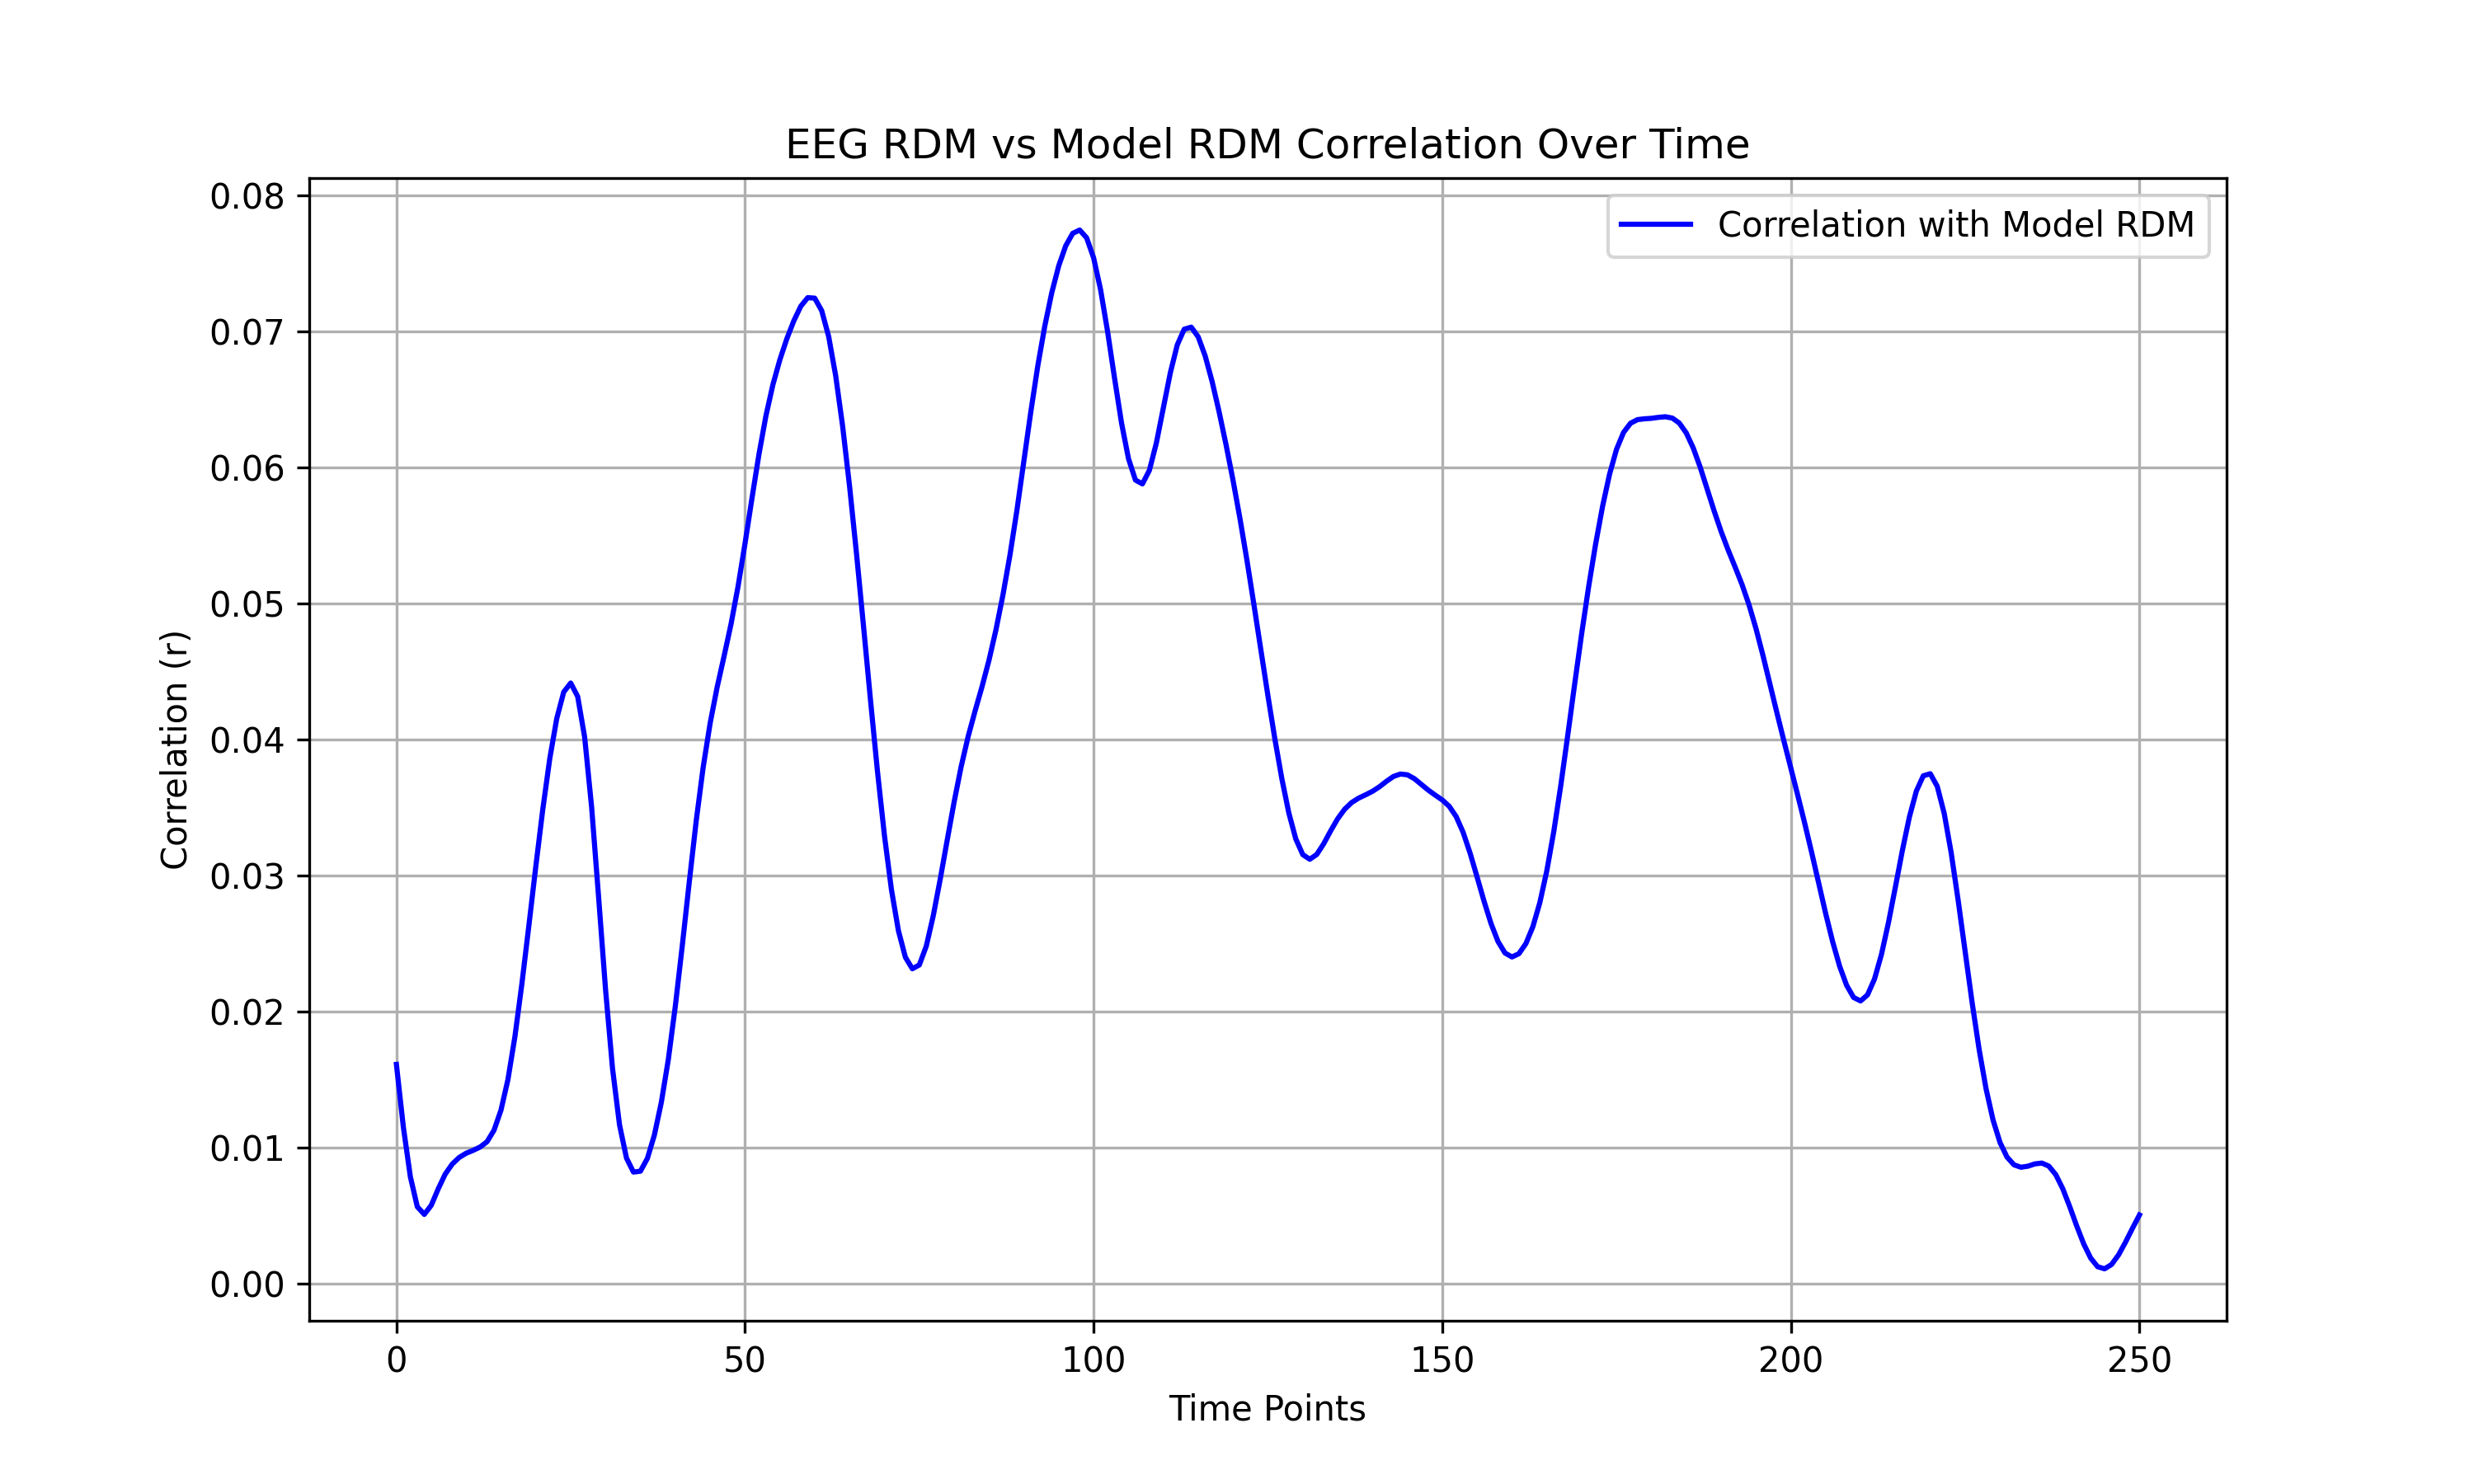 EEG RDM vs Model RDM Correlation Over Time
Correlation with Model RDM
Correlation (r)
0.08
0.07
0.06
0.05
0.04
0.03
0.02
0.01
0.00
0 50 100 150 200 250
Time Points